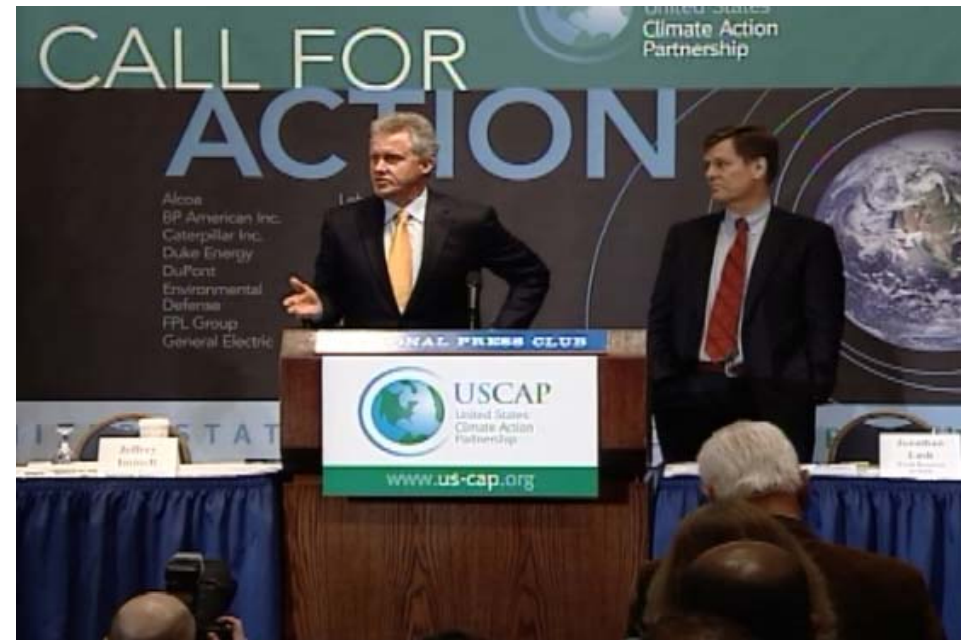 United States
Climate Action
Partnership
CALL FOR
ACTION
Alcoa
BP American Inc.
Caterpillar Inc.
Duke Energy
DuPont
Environmental
Defense
FPL Group
General Electric
NAL PRESS CLUB
USCAP
United States
Climate Action
Partnership
www.us-cap.org
STAT
Jeffrey
Immelt
Jonathan
Lash